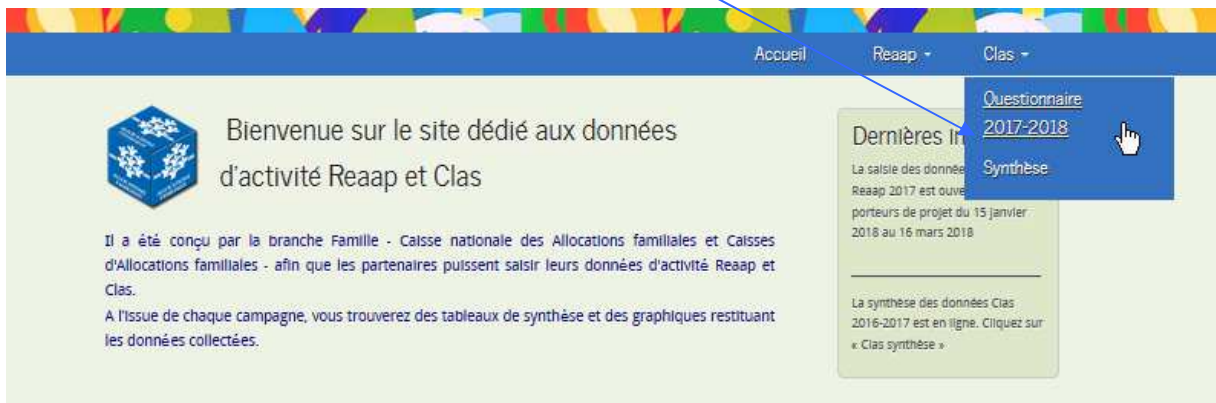 Accueil
Reaap
Clas
Questionnaire
2017-2018
Synthèse
Bienvenue sur le site dédié aux données
d'activité Reaap et Clas
Il a été conçu par la branche Famille - Caisse nationale des Allocations familiales et Caisses
d'Allocations familiales - afin que les partenaires puissent saisir leurs données d'activité Reaap et
Clas.
A l'issue de chaque campagne, vous trouverez des tableaux de synthèse et des graphiques restituant
les données collectées.
Dernières
La saisie des
Reaap 2017 est
porteurs de projet du 15 janvier
2018 au 16 mars 2018
La synthèse des données Clas
2016-2017 est en ligne. Cliquez sur
« Clas synthèse »